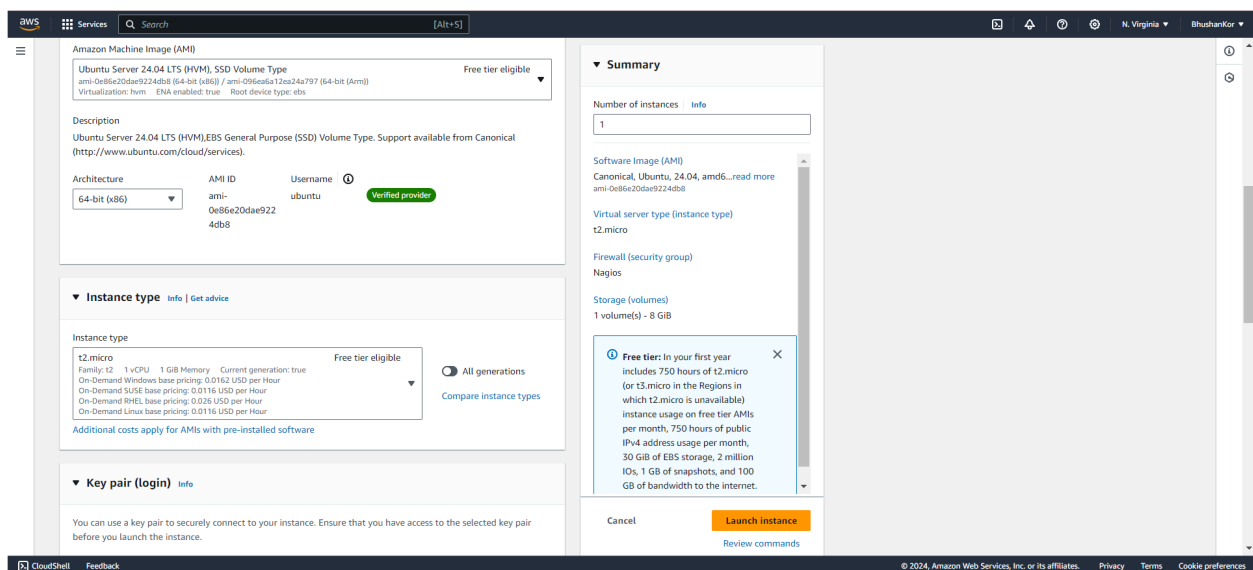 aws Services Search [Alt+S] N. Virginia ▼ BhushanKor ▼
Amazon Machine Image (AMI)
Ubuntu Server 24.04 LTS (HVM), SSD Volume Type Free tier eligible
ami-0e86e20dae9224db8 (64-bit (x86)) / ami-096ea6a12ea24a797 (64-bit (Arm))
Virtualization: hvm ENA enabled: true Root device type: ebs
Description
Ubuntu Server 24.04 LTS (HVM),EBS General Purpose (SSD) Volume Type. Support available from Canonical
(http://www.ubuntu.com/cloud/services).
Architecture AMI ID Username
64-bit (x86) ami- ubuntu Verified provider
0e86e20dae922
4db8
▼ Instance type Info | Get advice
Instance type
t2.micro Free tier eligible
Family: t2 1 vCPU 1 GiB Memory Current generation: true
On-Demand Windows base pricing: 0.0162 USD per Hour
On-Demand SUSE base pricing: 0.0116 USD per Hour
On-Demand RHEL base pricing: 0.026 USD per Hour
On-Demand Linux base pricing: 0.0116 USD per Hour
All generations
Compare instance types
Additional costs apply for AMIs with pre-installed software
▼ Key pair (login) Info
You can use a key pair to securely connect to your instance. Ensure that you have access to the selected key pair
before you launch the instance.
▼ Summary
Number of instances Info
1
Software Image (AMI)
Canonical, Ubuntu, 24.04, amd6...read more
ami-0e86e20dae9224db8
Virtual server type (instance type)
t2.micro
Firewall (security group)
Nagios
Storage (volumes)
1 volume(s) - 8 GiB
Free tier: In your first year
includes 750 hours of t2.micro
(or t3.micro in the Regions in
which t2.micro is unavailable)
instance usage on free tier AMIs
per month, 750 hours of public
IPv4 address usage per month,
30 GiB of EBS storage, 2 million
IOs, 1 GB of snapshots, and 100
GB of bandwidth to the internet.
Cancel Launch instance
Review commands
CloudShell Feedback © 2024, Amazon Web Services, Inc. or its affiliates. Privacy Terms Cookie preferences